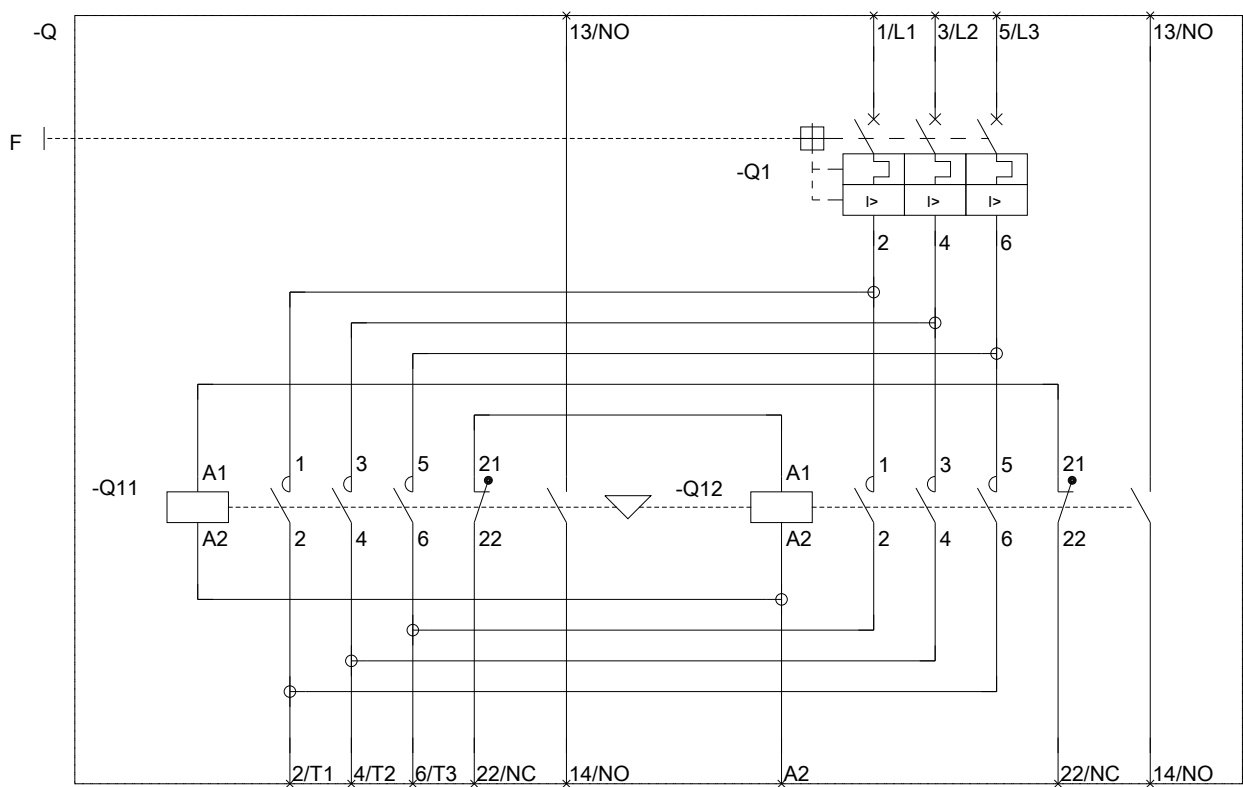 -Q 13/NO 1/L1 3/L2 5/L3 13/NO
F
-Q1
I> I> I>
2 4 6
1 3 5 21 1 3 5 21
A1 A1
-Q11 -Q12
A2 2 4 6 22 A2 2 4 6 22
2/T1 4/T2 6/T3 22/NC 14/NO A2 22/NC 14/NO